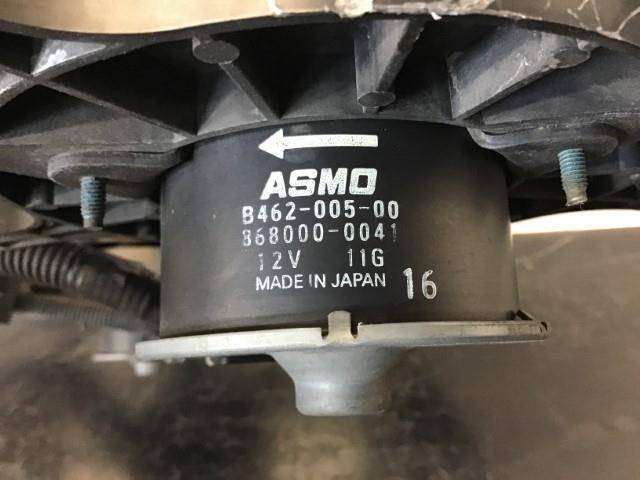 ASMO
B462-005-00
868000-0041
12V 11G
MADE IN JAPAN 16